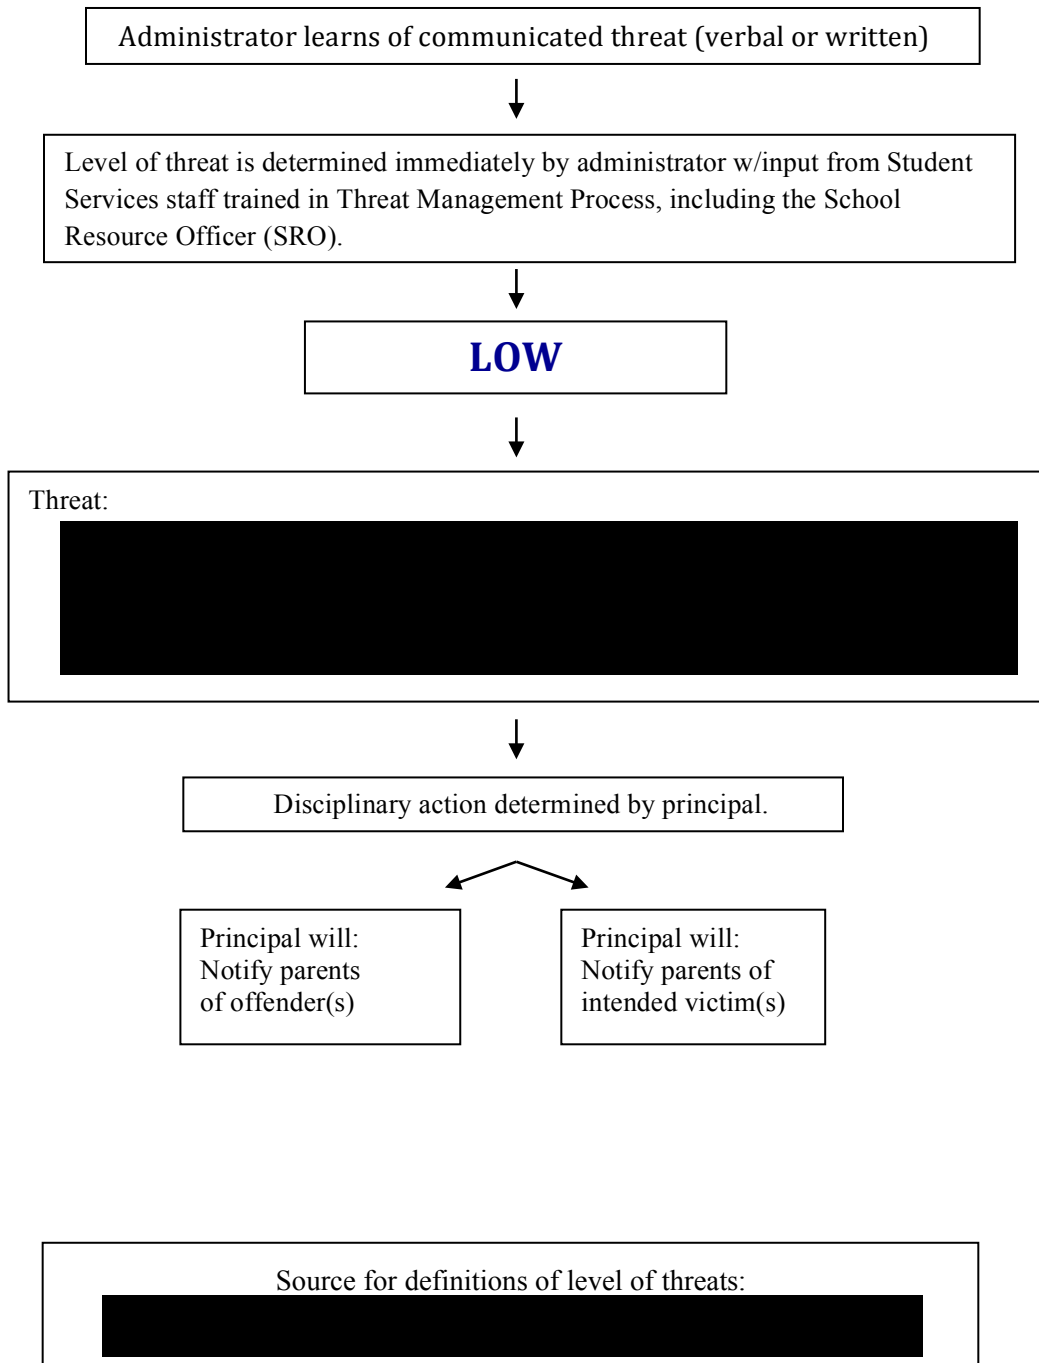 Administrator learns of communicated threat (verbal or written)
Level of threat is determined immediately by administrator w/input from Student
Services staff trained in Threat Management Process, including the School
Resource Officer (SRO).
LOW
Threat:
Disciplinary action determined by principal.
Principal will:
Notify parents
of offender(s)
Principal will:
Notify parents of
intended victim(s)
Source for definitions of level of threats: